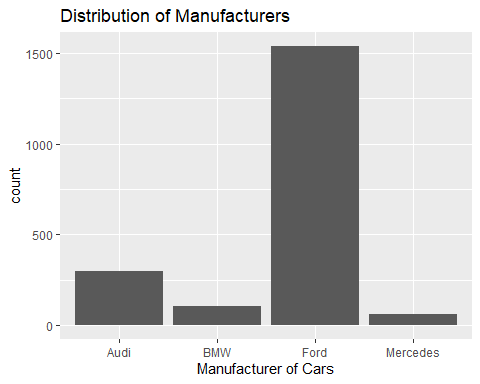 Distribution of Manufacturers
1500
1000
500
0
count
Audi BMW Ford Mercedes
Manufacturer of Cars